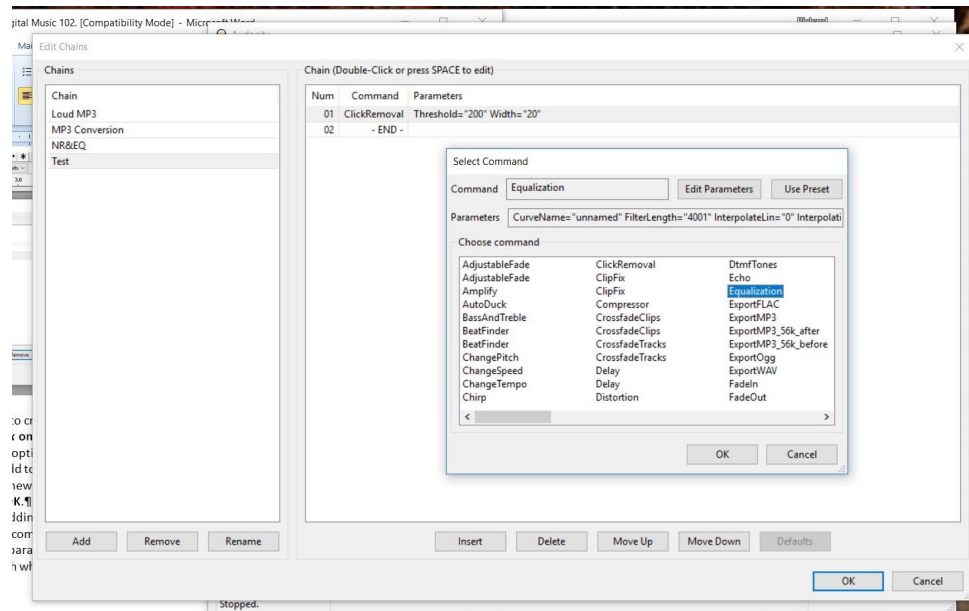 gital Music 102. [Compatibility Mode] - Microsoft Word
Edit Chains
Chains
Chain
Loud MP3
MP3 Conversion
NR&EQ
Test
Add Remove Rename
Chain (Double-Click or press SPACE to edit)
Num Command Parameters
01 ClickRemoval Threshold="200" Width="20"
02 - END -
Select Command
Command Equalization Edit Parameters Use Preset
Parameters CurveName="unnamed" FilterLength="4001" InterpolateLin="0" Interpolati
Choose command
AdjustableFade ClickRemoval DtmfTones
AdjustableFade ClipFix Echo
Amplify ClipFix Equalization
AutoDuck Compressor ExportFLAC
BassAndTreble CrossfadeClips ExportMP3
BeatFinder CrossfadeClips ExportMP3_56k_after
BeatFinder CrossfadeTracks ExportMP3_56k_before
ChangePitch CrossfadeTracks ExportOgg
ChangeSpeed Delay ExportWAV
ChangeTempo Delay FadeIn
Chirp Distortion FadeOut
OK Cancel
Insert Delete Move Up Move Down Defaults
OK Cancel
Stopped.